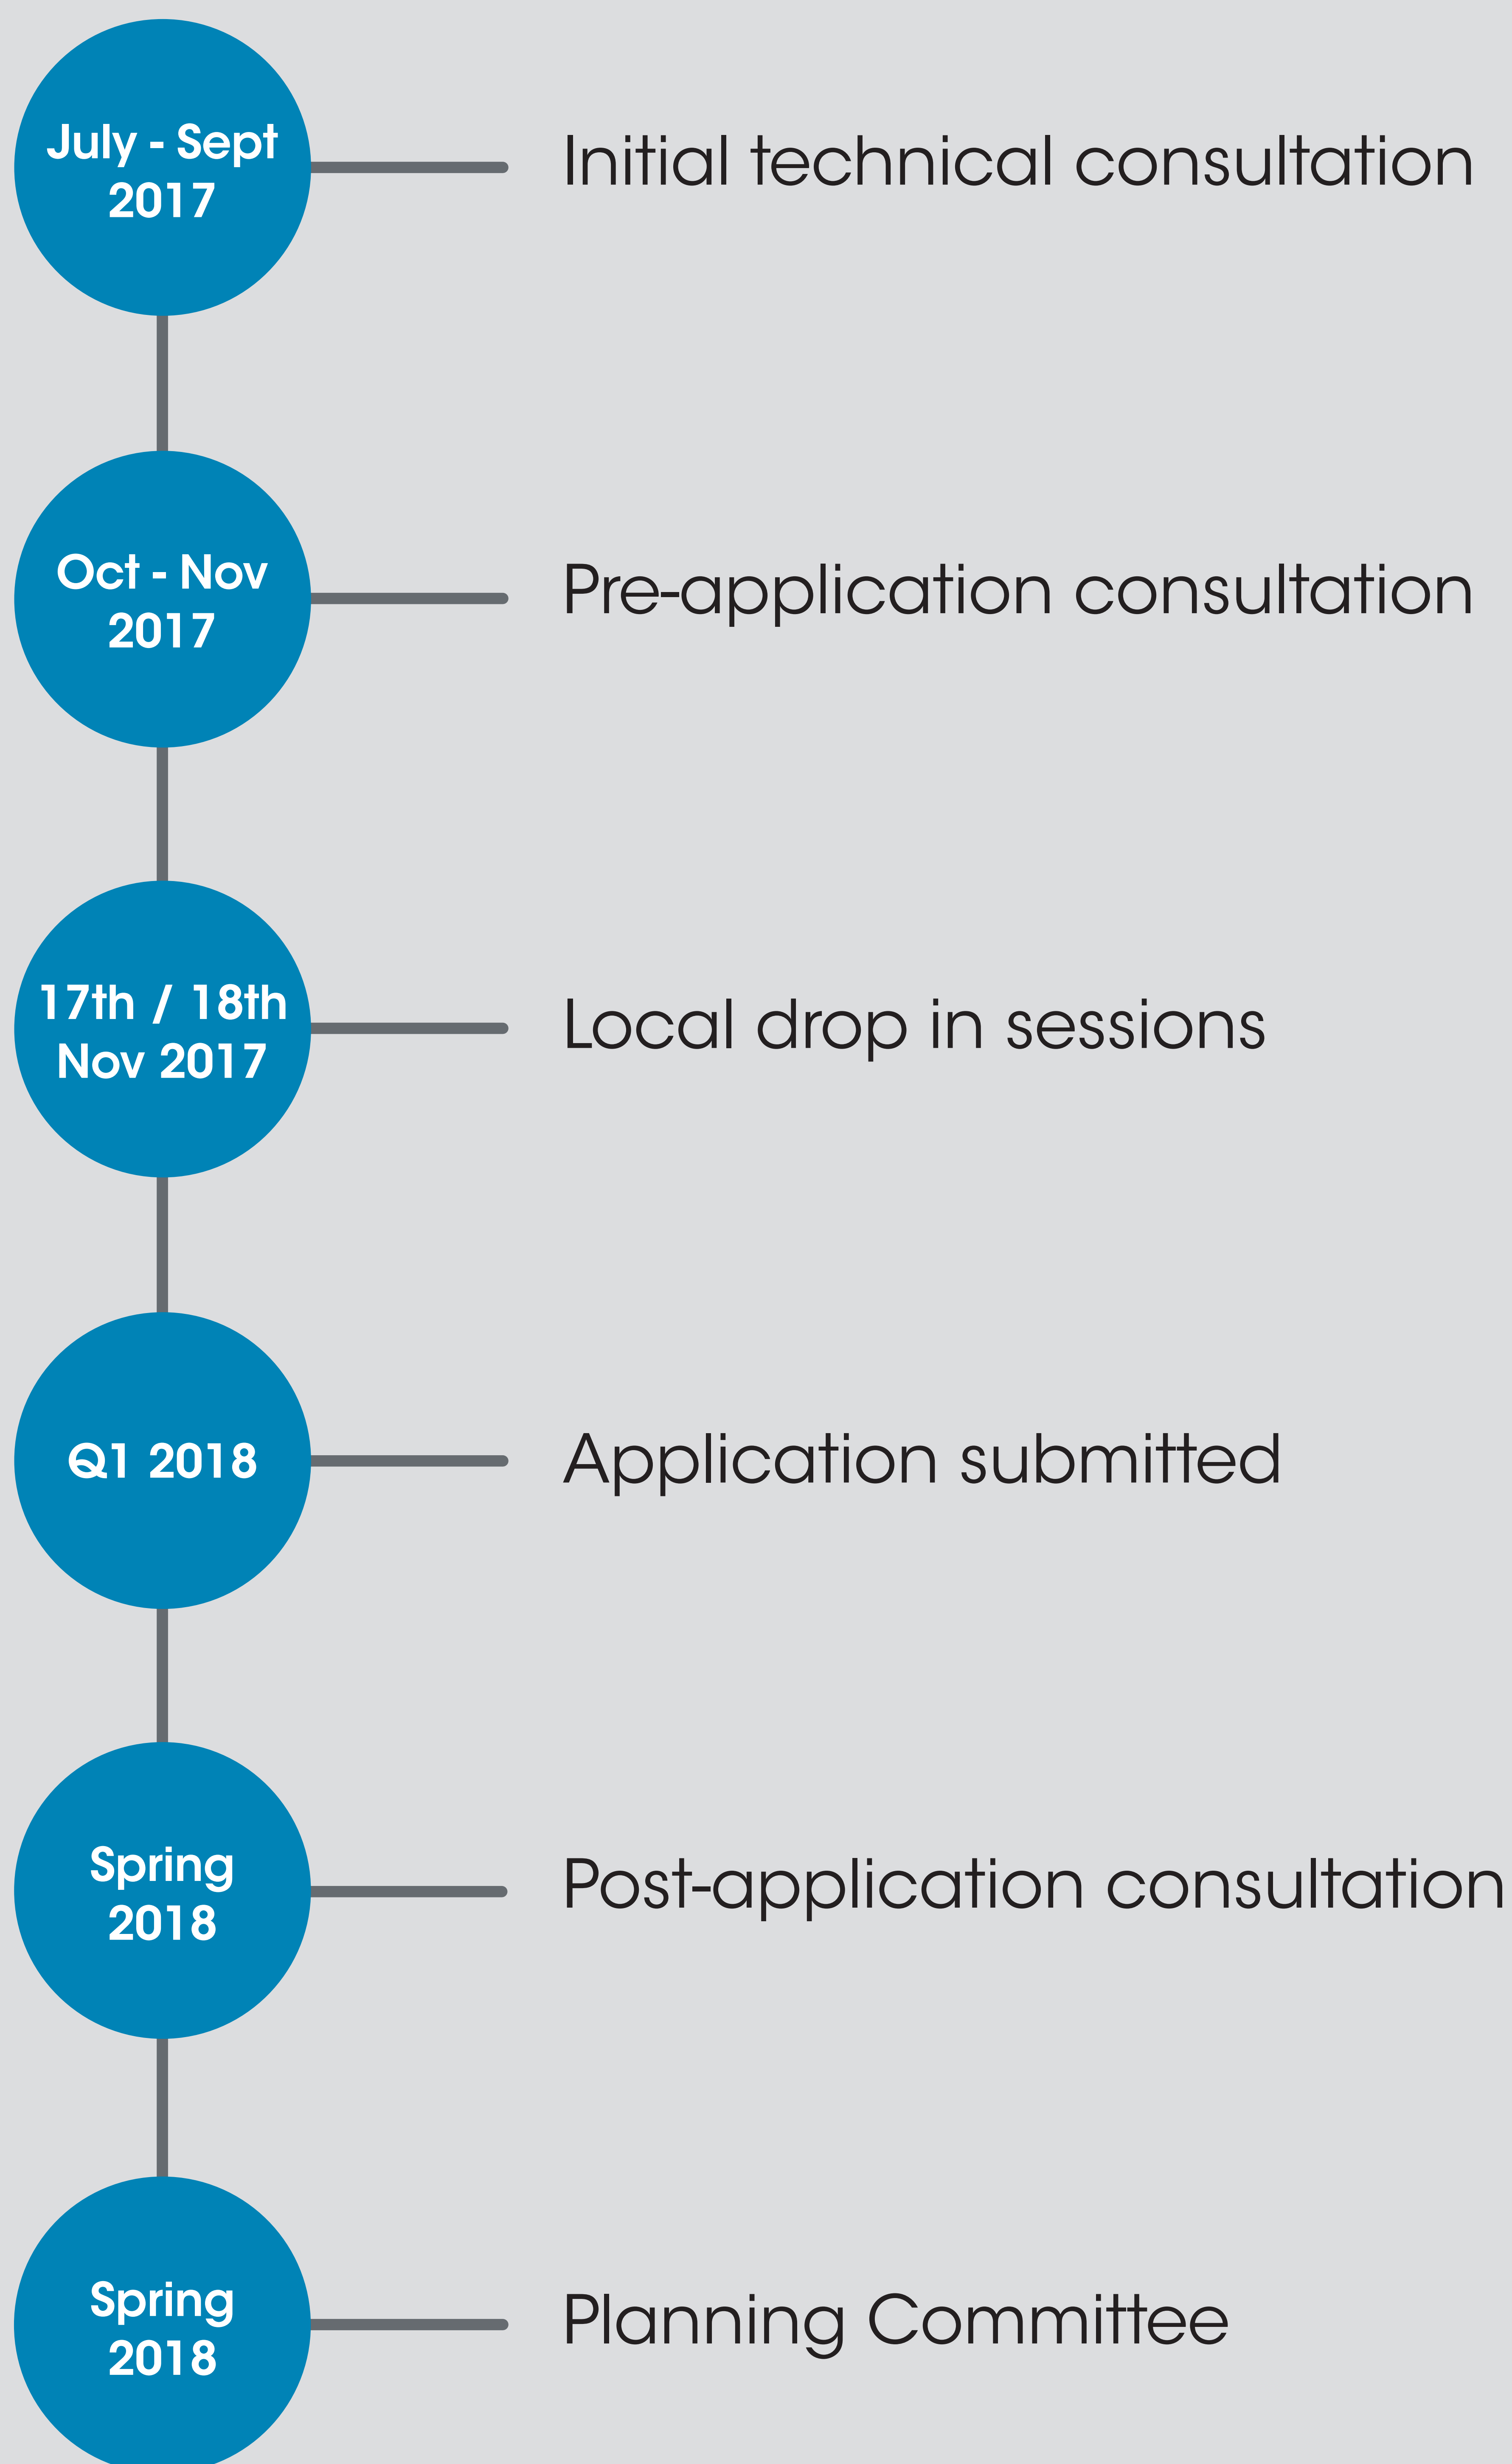 July - Sept
2017
Initial technical consultation
Oct - Nov
2017
Pre-application consultation
17th / 18th
Nov 2017
Local drop in sessions
Q1 2018
Application submitted
Spring
2018
Post-application consultation
Spring
2018
Planning Committee